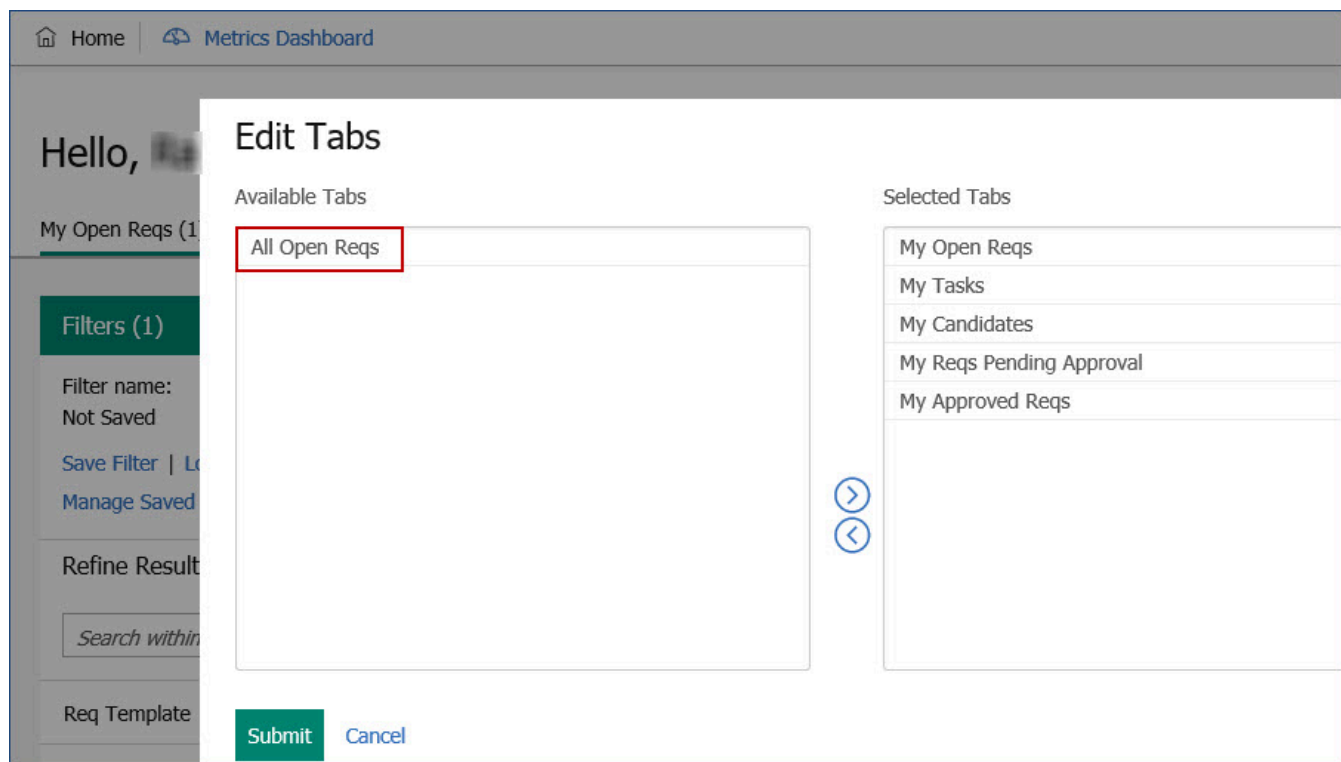 Home Metrics Dashboard
Hello,
My Open Reqs (1
Filters (1)
Filter name:
Not Saved
Save Filter |
Manage Saved
Refine Result
Search within
Req Template
Edit Tabs
Available Tabs
All Open Reqs
Selected Tabs
My Open Reqs
My Tasks
My Candidates
My Reqs Pending Approval
My Approved Reqs
Submit Cancel